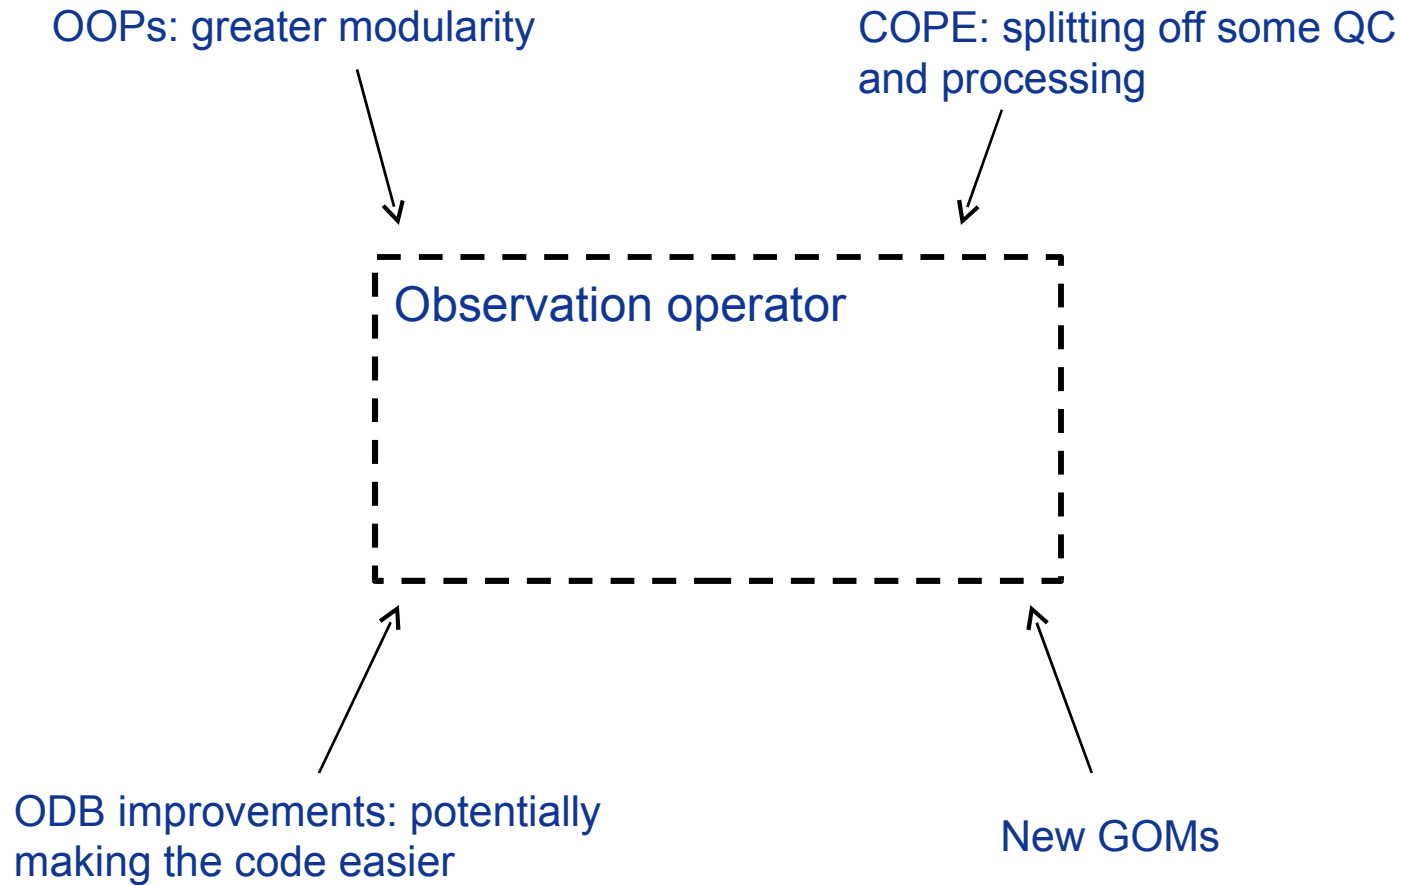 OOPs: greater modularity
COPE: splitting off some QC
and processing
Observation operator
ODB improvements: potentially
making the code easier
New GOMs